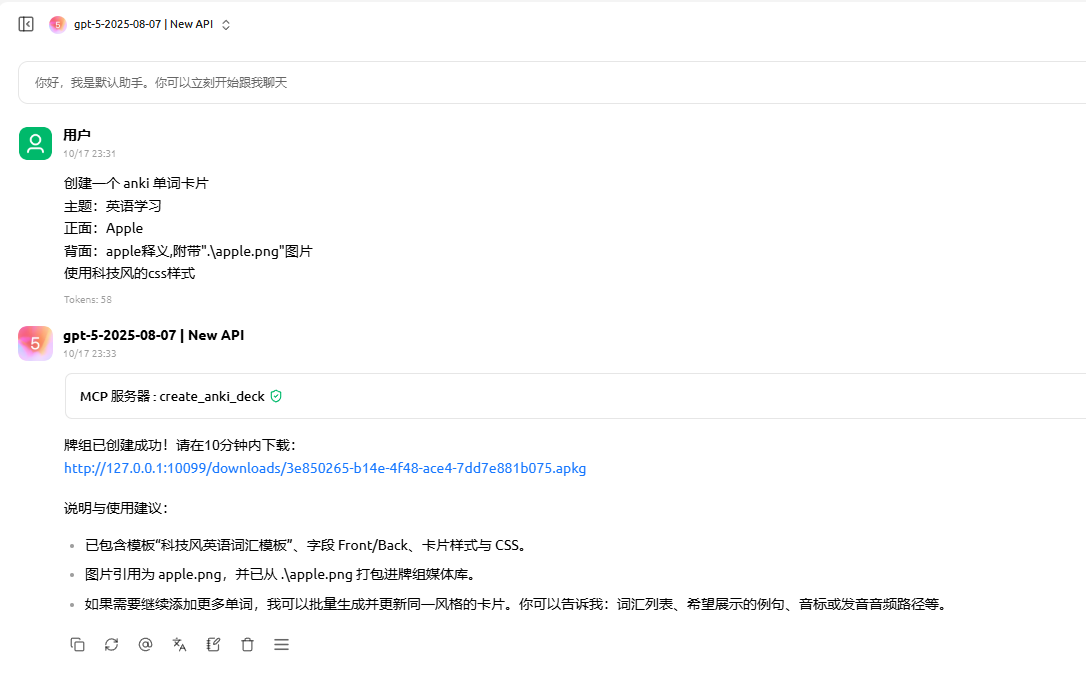 5 gpt-5-2025-08-07 | New API
你好，我是默认助手。你可以立刻开始跟我聊天
用户
10/17 23:31
创建一个 anki 单词卡片
主题：英语学习
正面：Apple
背面：apple释义,附带".\apple.png"图片
使用科技风的css样式
Tokens: 58
5
gpt-5-2025-08-07 | New API
10/17 23:33
MCP 服务器 : create_anki_deck
牌组已创建成功！请在10分钟内下载：
http://127.0.0.1:10099/downloads/3e850265-b14e-4f48-ace4-7dd7e881b075.apkg
说明与使用建议：
• 已包含模板“科技风英语词汇模板”、字段 Front/Back、卡片样式与 CSS。
• 图片引用为 apple.png，并已从 .\apple.png 打包进牌组媒体库。
• 如果需要继续添加更多单词，我可以批量生成并更新同一风格的卡片。你可以告诉我：词汇列表、希望展示的例句、音标或发音音频路径等。